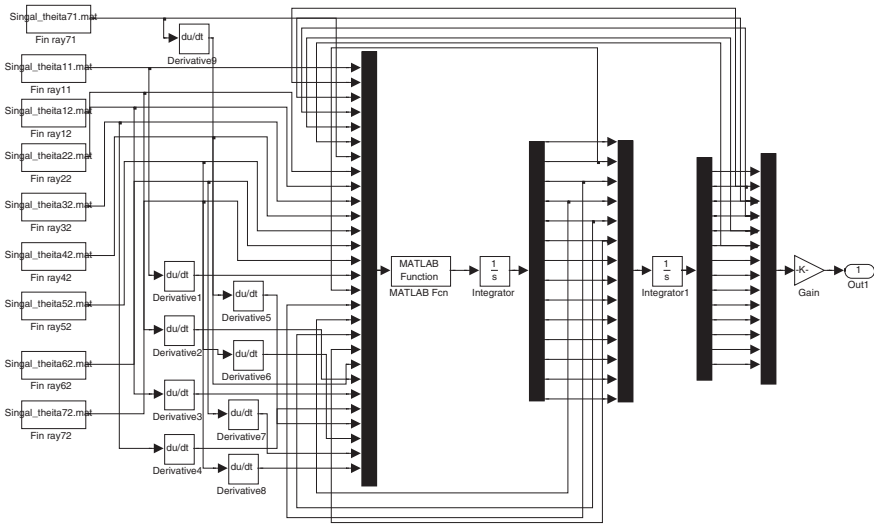 Singal_theita71.mat
Fin ray71
du/dt
Derivative9
Singal_theita11.mat
Fin ray11
Singal_theita12.mat
Fin ray12
Singal_theita22.mat
Fin ray22
Singal_theita32.mat
Fin ray32
Singal_theita42.mat
Fin ray42
Singal_theita52.mat
Fin ray52
Singal_theita62.mat
Fin ray62
Singal_theita72.mat
Fin ray72
du/dt
Derivative1
du/dt
Derivative5
du/dt
Derivative2
du/dt
Derivative6
du/dt
Derivative3
du/dt
Derivative7
du/dt
Derivative4
du/dt
Derivative8
MATLAB
Function
MATLAB Fcn
1
s
Integrator
1
s
Integrator1
-K-
Gain
1
Out1